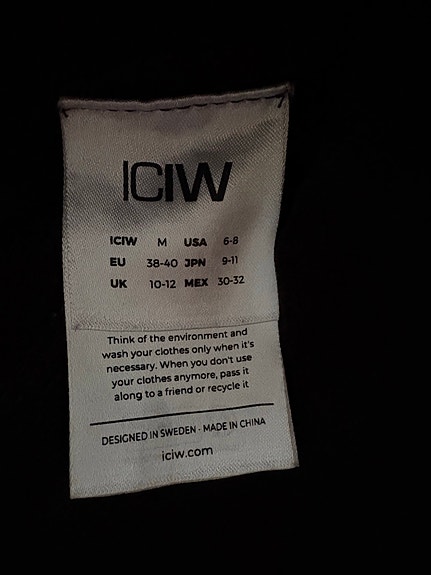 ICIW
ICIW M USA 6-8
EU 38-40 JPN 9-11
UK 10-12 MEX 30-32
Think of the environment and
wash your clothes only when it's
necessary. When you don't use
your clothes anymore, pass it
along to a friend or recycle it
DESIGNED IN SWEDEN · MADE IN CHINA
iciw.com